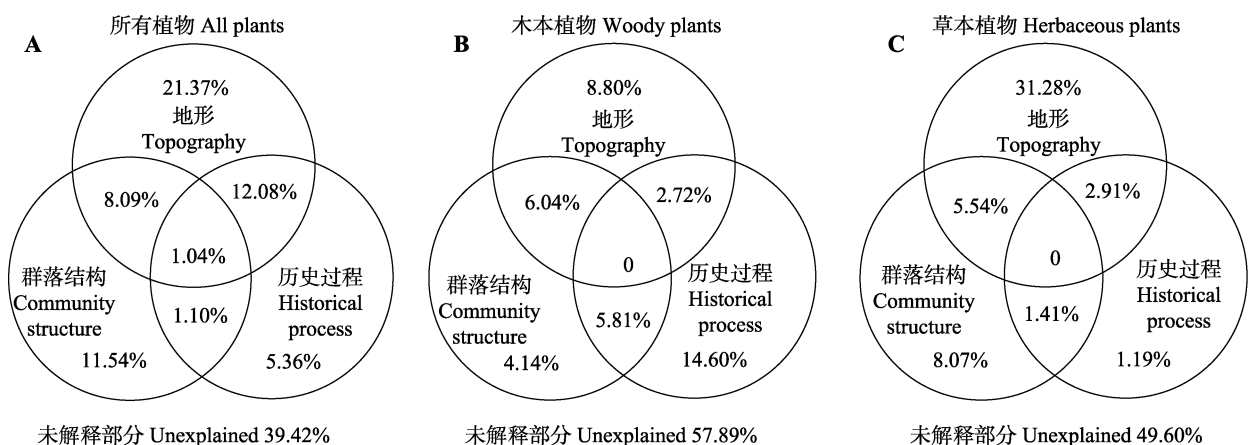 A
所有植物 All plants
21.37%
地形
Topography
8.09%
12.08%
1.04%
群落结构
Community
structure
历史过程
Historical
process
1.10%
11.54%
5.36%
未解释部分 Unexplained 39.42%
B
木本植物 Woody plants
8.80%
地形
Topography
6.04%
2.72%
0
群落结构
Community
structure
历史过程
Historical
process
5.81%
4.14%
14.60%
未解释部分 Unexplained 57.89%
C
草本植物 Herbaceous plants
31.28%
地形
Topography
5.54%
2.91%
0
群落结构
Community
structure
历史过程
Historical
process
1.41%
8.07%
1.19%
未解释部分 Unexplained 49.60%